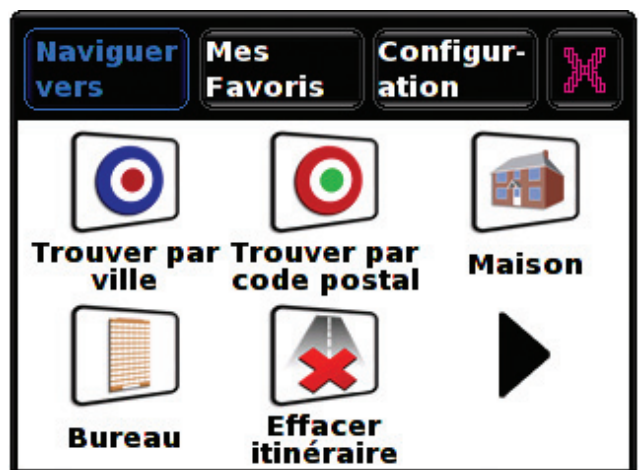 Naviguer
vers
Mes
Favoris
Configur-
ation
Trouver par
ville
Trouver par
code postal
Maison
Bureau
Effacer
itinéraire